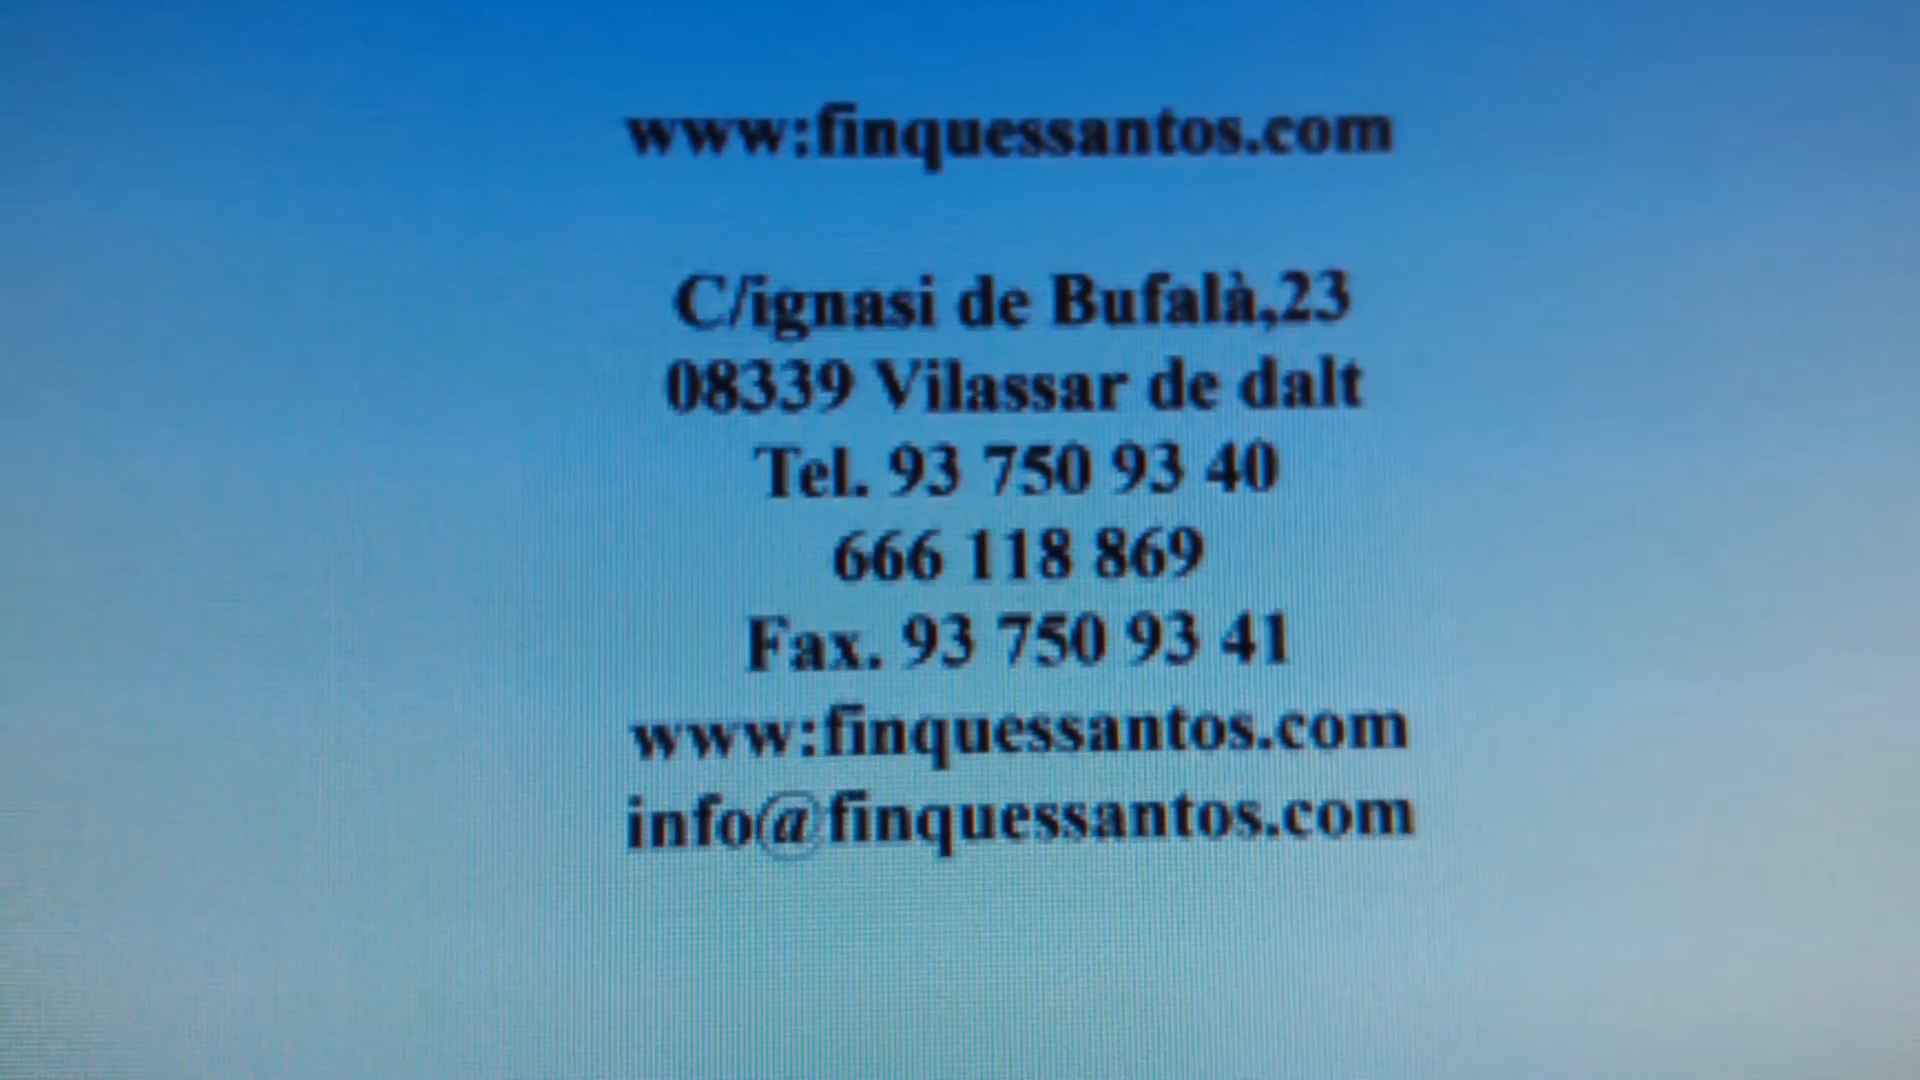 www:finquessantos.com
C/ignasi de Bufalà,23
08339 Vilassar de dalt
Tel. 93 750 93 40
666 118 869
Fax. 93 750 93 41
www:finquessantos.com
info@finquessantos.com